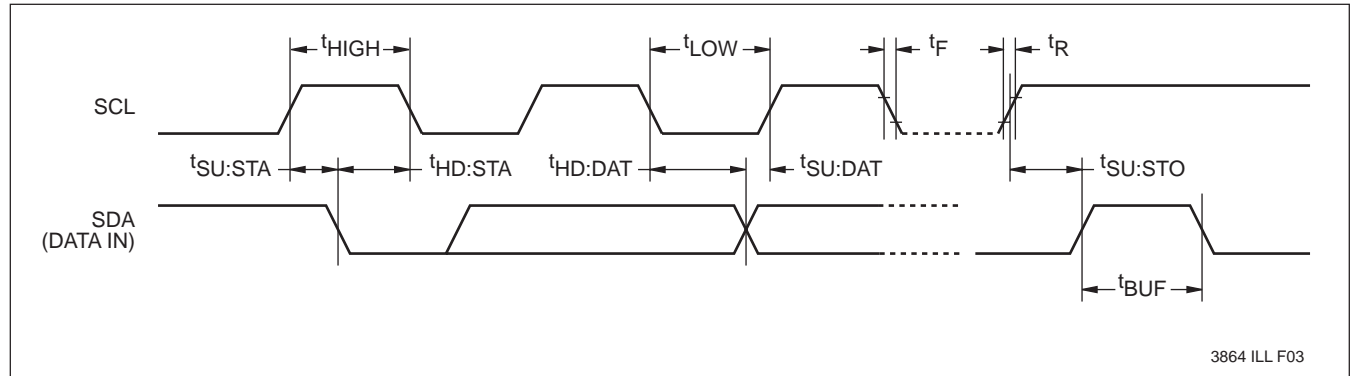 tHIGH tLOW tF tR
SCL
tSU:STA tHD:STA tHD:DAT tSU:DAT tSU:STO
SDA
(DATA IN)
tBUF
3864 ILL F03